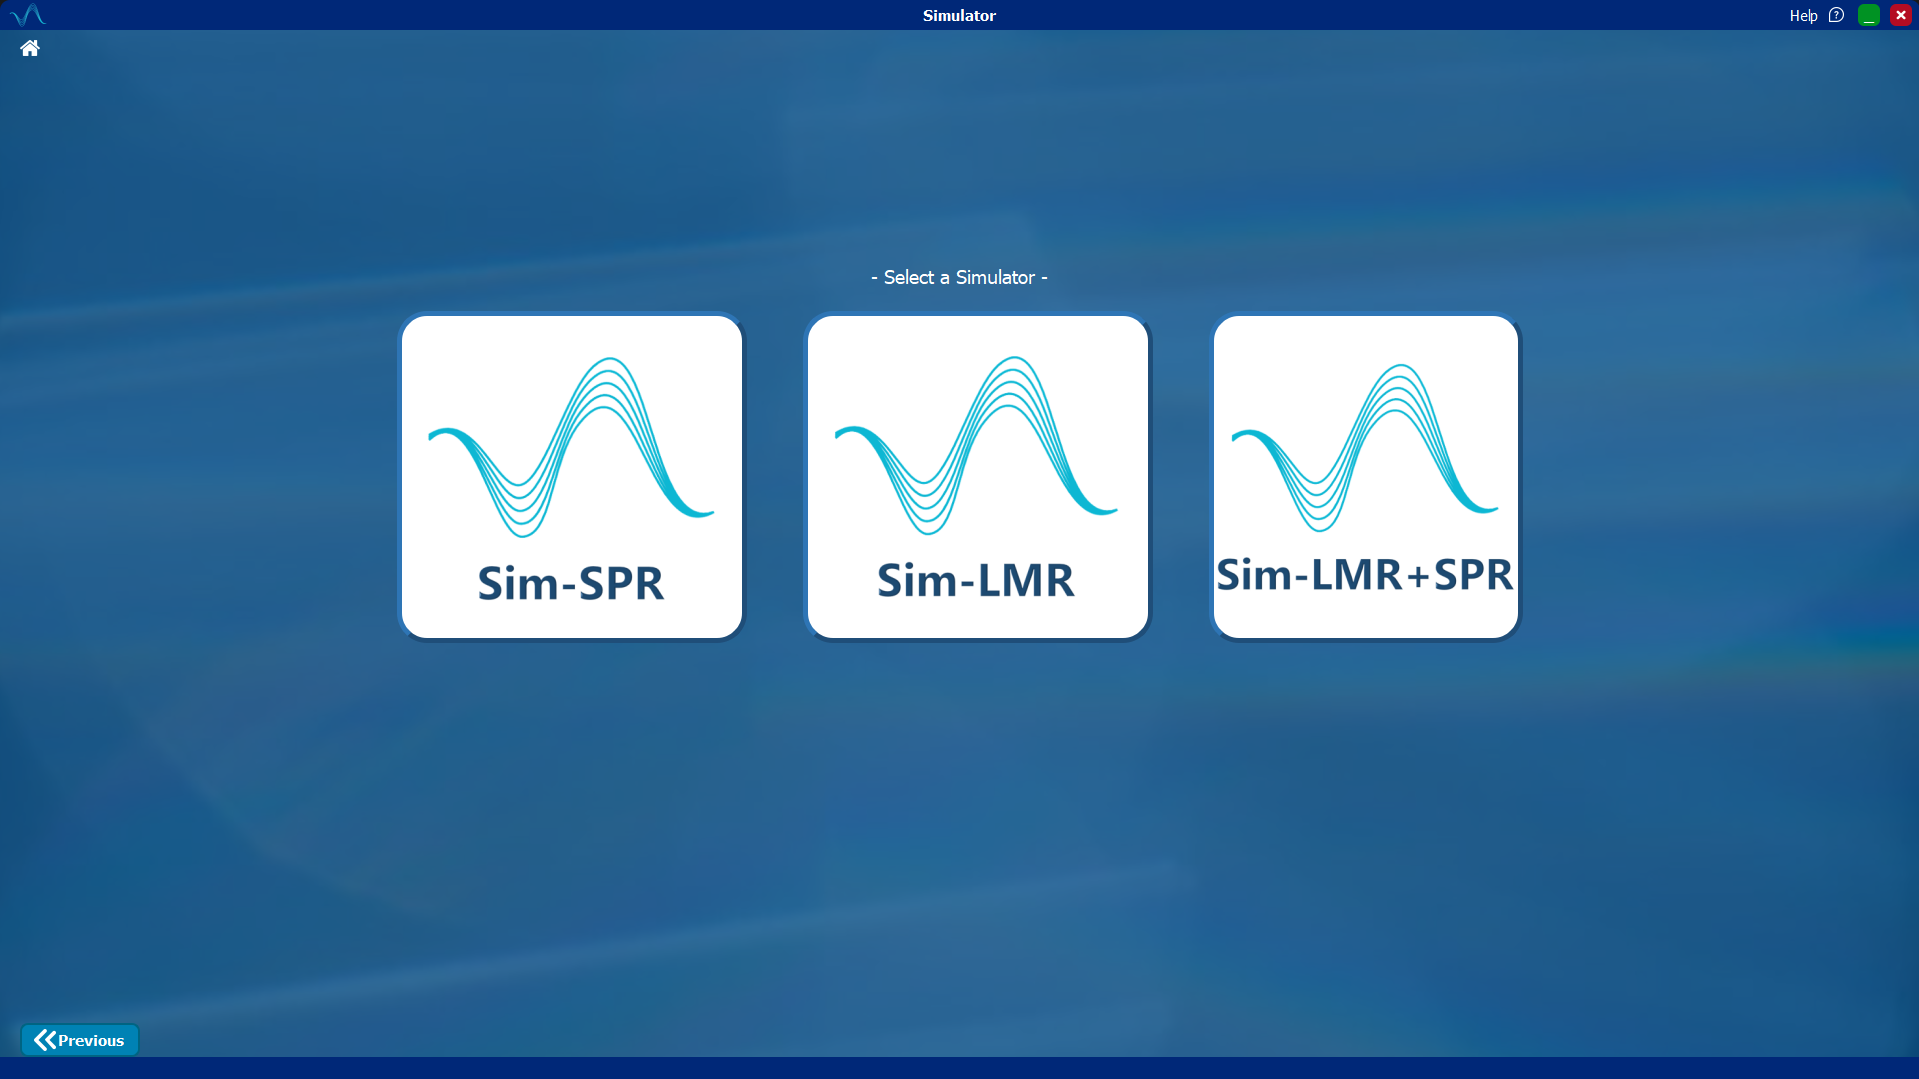 Simulator
Help
- Select a Simulator -
Sim-SPR
Sim-LMR
Sim-LMR+SPR
Previous